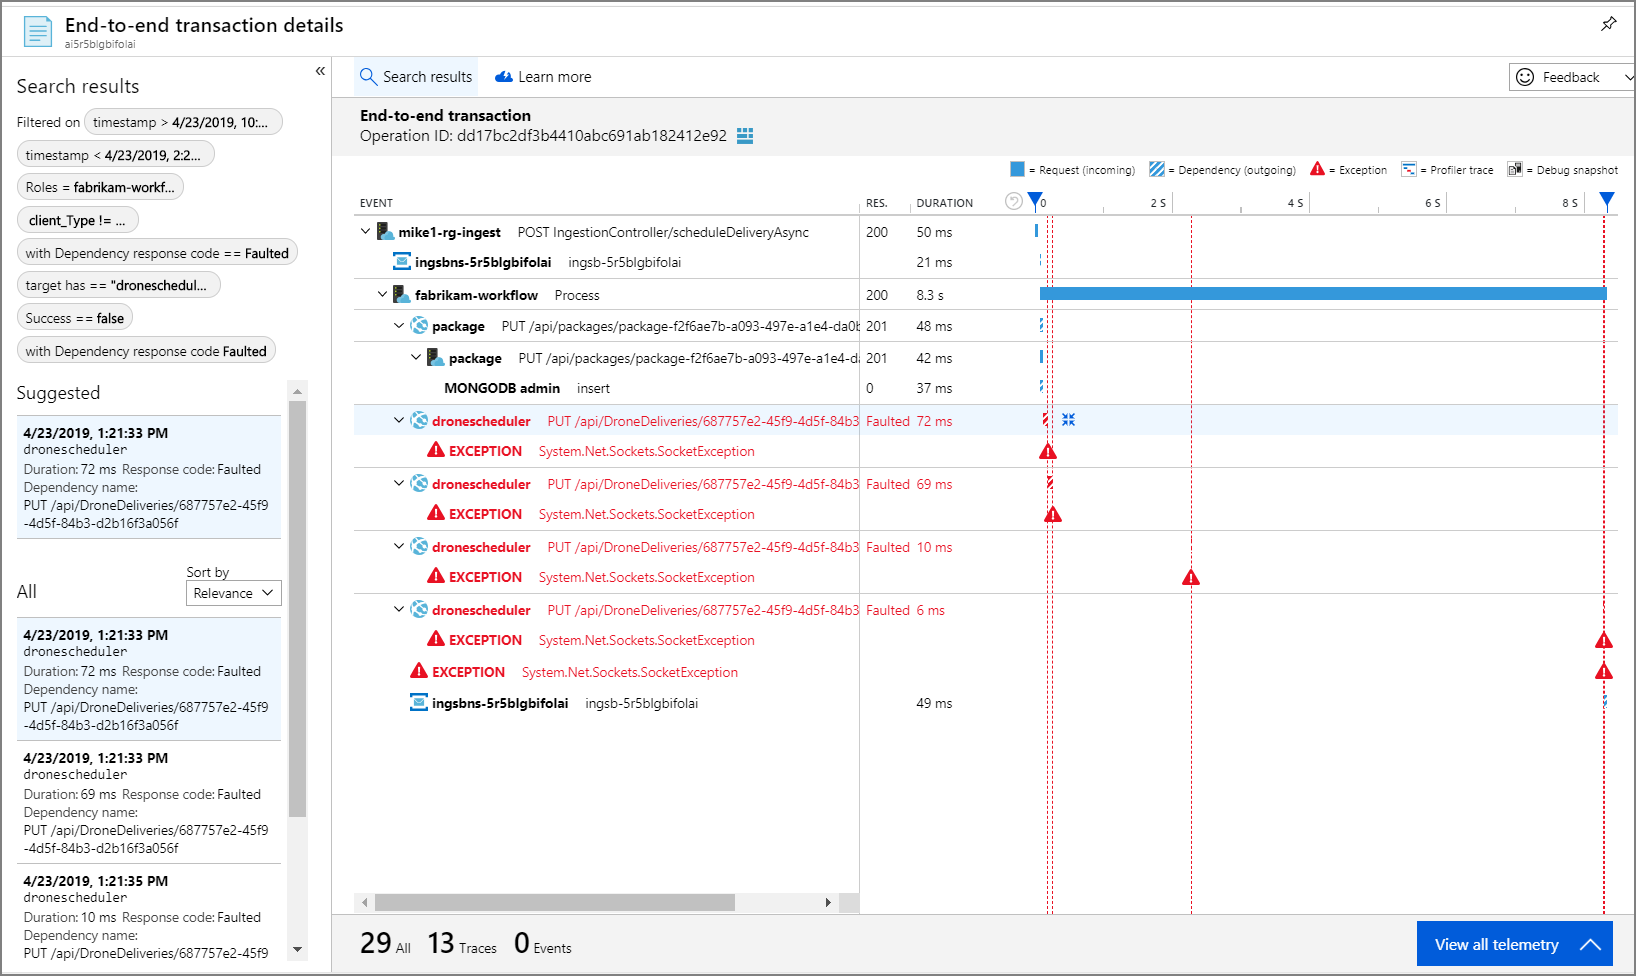 End-to-end transaction details
ai5r5blgbifolai
Search results
Filtered on timestamp > 4/23/2019, 10:...
timestamp < 4/23/2019, 2:2...
Roles = fabrikam-workf...
client_Type != ...
with Dependency response code == Faulted
target has == "droneschedul...
Success == false
with Dependency response code Faulted
Suggested
4/23/2019, 1:21:33 PM
dronescheduler
Duration: 72 ms Response code: Faulted
Dependency name:
PUT /api/DroneDeliveries/687757e2-45f9
-4d5f-84b3-d2b16f3a056f
Sort by
All
Relevance
4/23/2019, 1:21:33 PM
dronescheduler
Duration: 72 ms Response code: Faulted
Dependency name:
PUT /api/DroneDeliveries/687757e2-45f9
-4d5f-84b3-d2b16f3a056f
4/23/2019, 1:21:33 PM
dronescheduler
Duration: 69 ms Response code: Faulted
Dependency name:
PUT /api/DroneDeliveries/687757e2-45f9
-4d5f-84b3-d2b16f3a056f
4/23/2019, 1:21:35 PM
dronescheduler
Duration: 10 ms Response code: Faulted
Dependency name:
PUT /api/DroneDeliveries/687757e2-45f9
Search results Learn more
Feedback
End-to-end transaction
Operation ID: dd17bc2df3b4410abc691ab182412e92
= Request (incoming) = Dependency (outgoing) = Exception = Profiler trace = Debug snapshot
EVENT RES. DURATION 0 2 S 4 S 6 S 8 S
mike1-rg-ingest POST IngestionController/scheduleDeliveryAsync 200 50 ms
ingsbns-5r5blgbifolai ingsb-5r5blgbifolai 21 ms
fabrikam-workflow Process 200 8.3 s
package PUT /api/packages/package-f2f6ae7b-a093-497e-a1e4-da0b 201 48 ms
package PUT /api/packages/package-f2f6ae7b-a093-497e-a1e4-da 201 42 ms
MONGODB admin insert 0 37 ms
dronescheduler PUT /api/DroneDeliveries/687757e2-45f9-4d5f-84b3 Faulted 72 ms
EXCEPTION System.Net.Sockets.SocketException
dronescheduler PUT /api/DroneDeliveries/687757e2-45f9-4d5f-84b3 Faulted 69 ms
EXCEPTION System.Net.Sockets.SocketException
dronescheduler PUT /api/DroneDeliveries/687757e2-45f9-4d5f-84b3 Faulted 10 ms
EXCEPTION System.Net.Sockets.SocketException
dronescheduler PUT /api/DroneDeliveries/687757e2-45f9-4d5f-84b3 Faulted 6 ms
EXCEPTION System.Net.Sockets.SocketException
EXCEPTION System.Net.Sockets.SocketException
ingsbns-5r5blgbifolai ingsb-5r5blgbifolai 49 ms
29 All 13 Traces 0 Events
View all telemetry